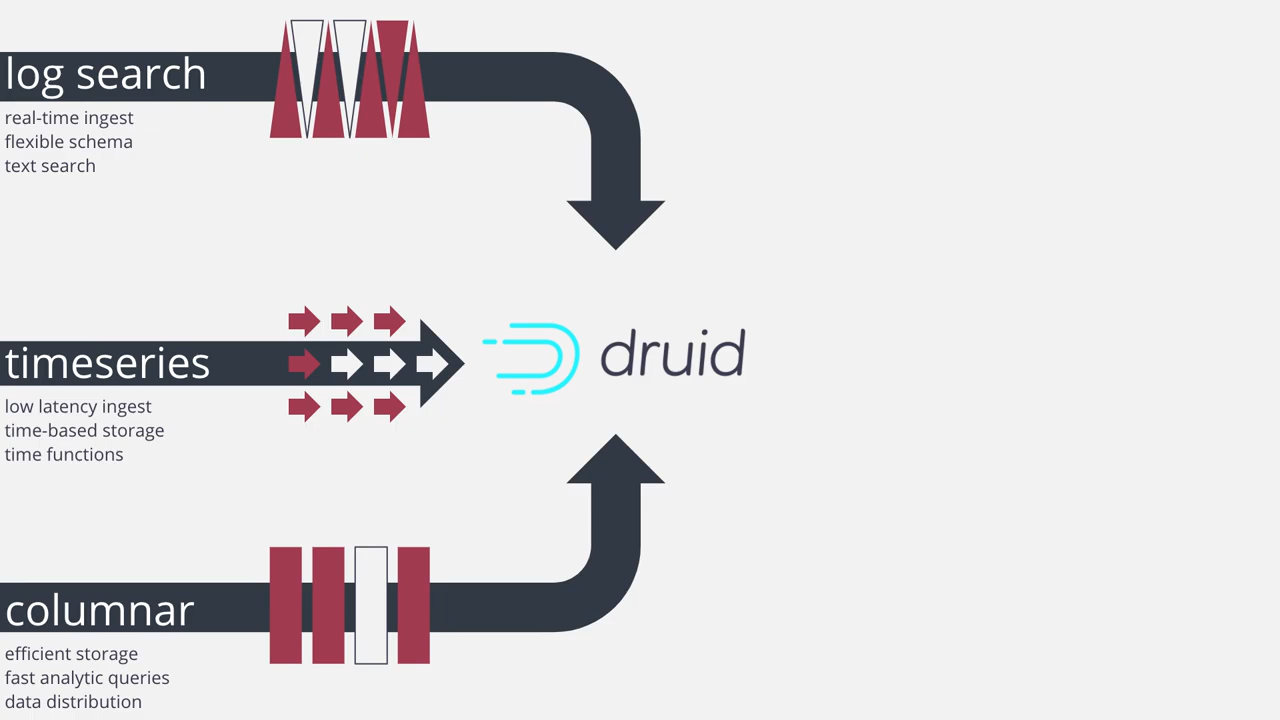 log search
real-time ingest
flexible schema
text search
timeseries
low latency ingest
time-based storage
time functions
druid
columnar
efficient storage
fast analytic queries
data distribution